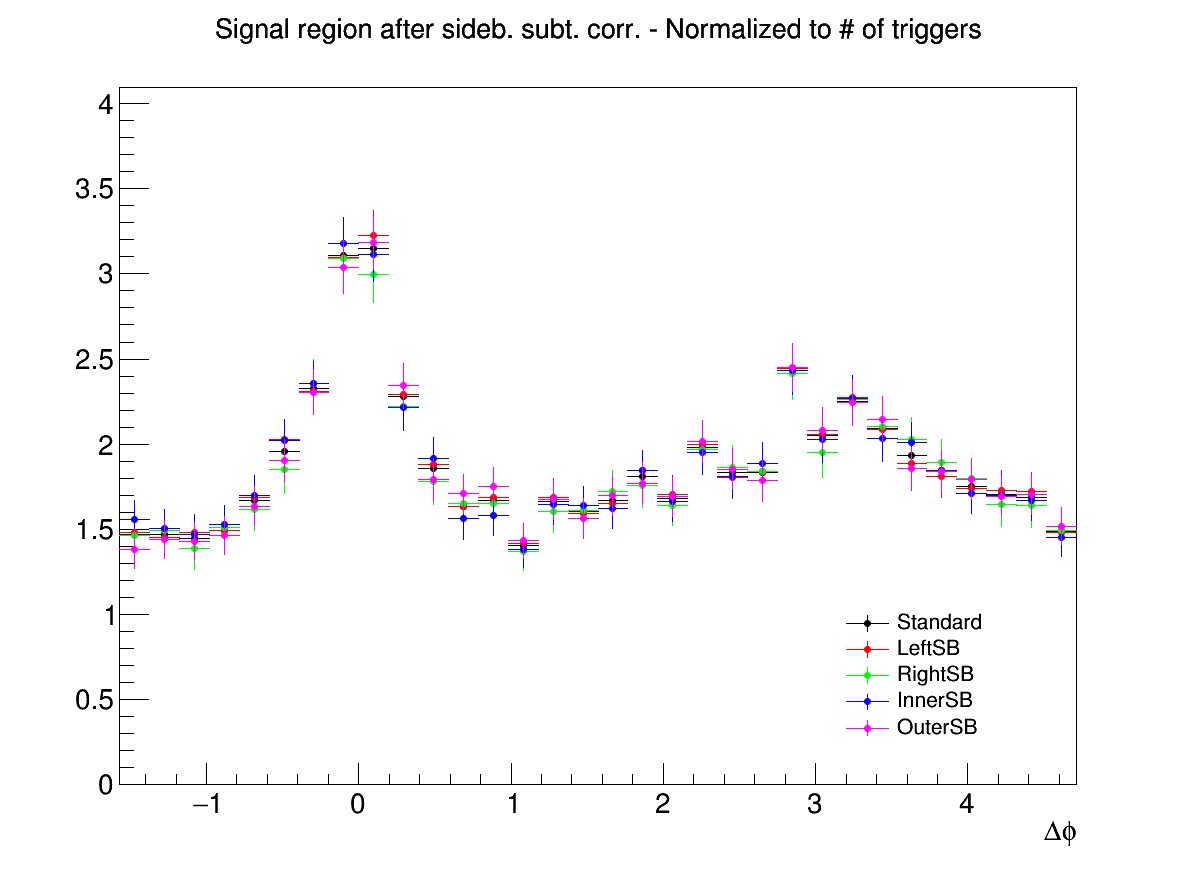 Signal region after sideb. subt. corr. - Normalized to # of triggers
4
3.5
3
2.5
2
1.5
1
0.5
0
−1 0 1 2 3 4
Δϕ
Standard
LeftSB
RightSB
InnerSB
OuterSB